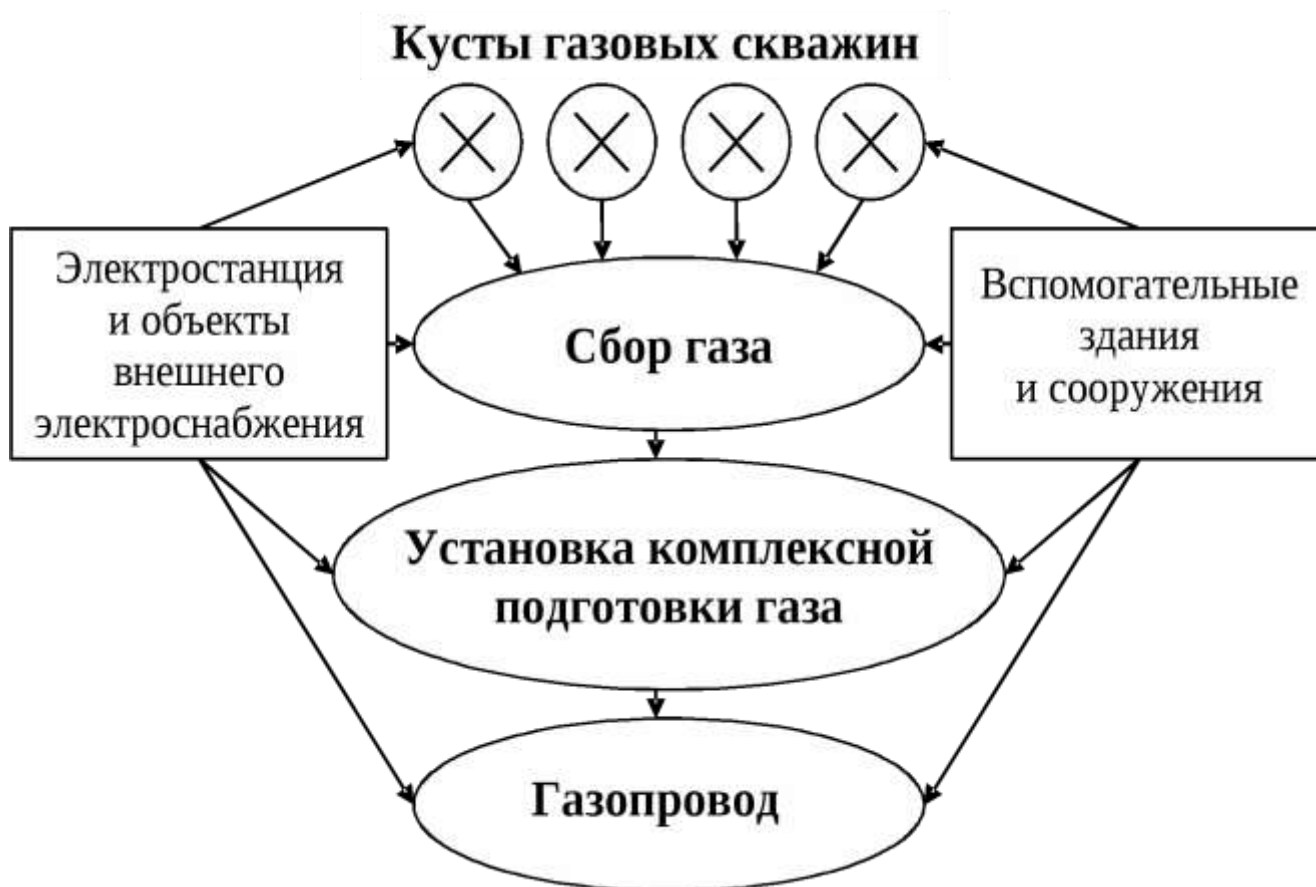 Кусты газовых скважин
Электростанция
и объекты
внешнего
электроснабжения
Сбор газа
Вспомогательные
здания
и сооружения
Установка комплексной
подготовки газа
Газопровод